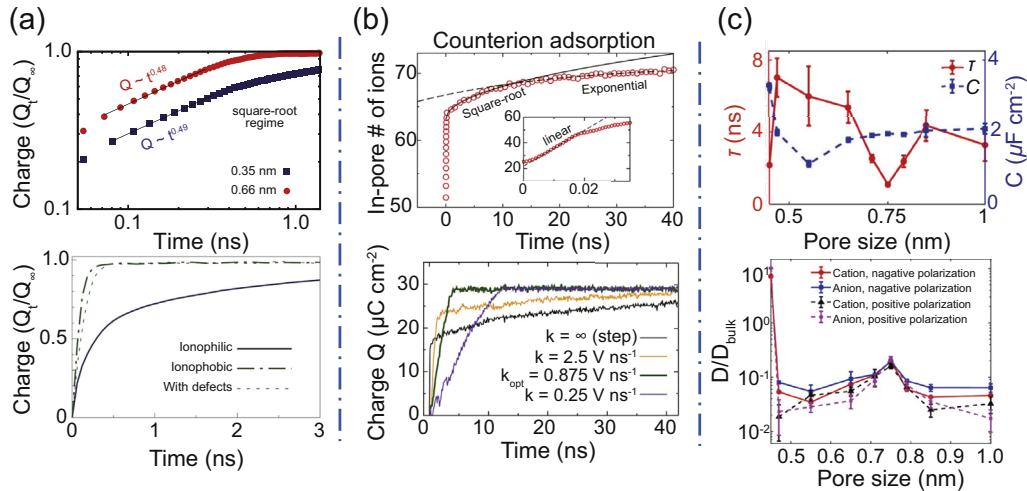 (a)
Charge (Qt/Q∞)
1.0
0.1
Q ~ t^0.48
Q ~ t^0.49
square-root
regime
0.35 nm
0.66 nm
0.1
1.0
Time (ns)
Charge (Qt/Q∞)
1.0
0.5
0
Ionophilic
Ionophobic
With defects
0
1
2
3
Time (ns)
(b)
Counterion adsorption
In-pore # of ions
70
65
60
50
Square-root
Exponential
linear
60
40
20
0
0.02
0
10
20
30
40
Time (ns)
Charge Q (μC cm⁻²)
30
20
10
0
k = ∞ (step)
k = 2.5 V ns⁻¹
k_opt = 0.875 V ns⁻¹
k = 0.25 V ns⁻¹
0
10
20
30
40
Time (ns)
(c)
τ (ns)
8
4
0
τ
C
4
2
0
C (μF cm⁻²)
0.5
0.75
1
Pore size (nm)
D/D_bulk
10¹
10⁰
10⁻¹
10⁻²
Cation, nagative polarization
Anion, nagative polarization
Cation, positive polarization
Anion, positive polarization
0.5
0.6
0.7
0.8
0.9
1.0
Pore size (nm)